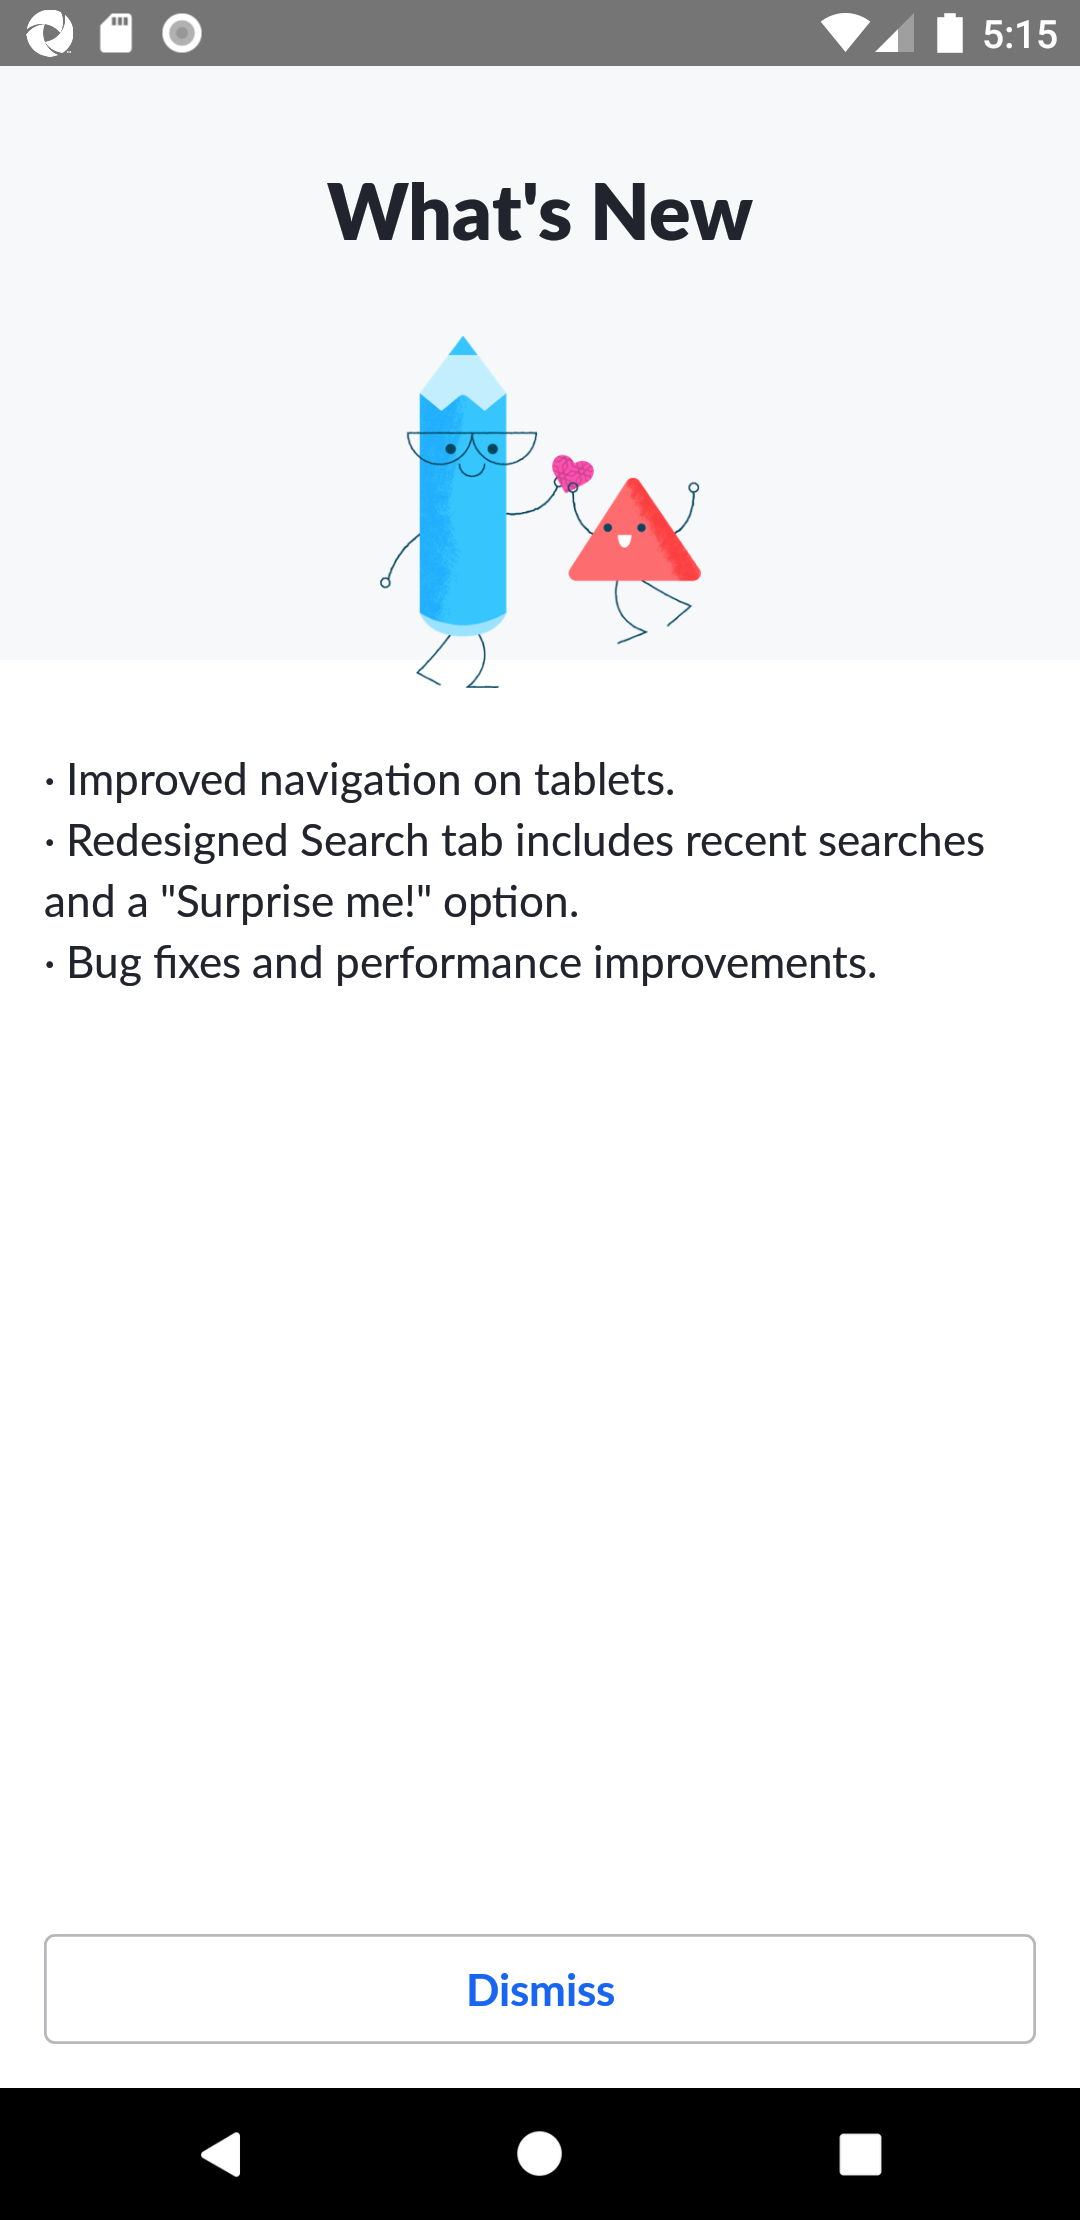 5:15
What's New
· Improved navigation on tablets.
· Redesigned Search tab includes recent searches
and a "Surprise me!" option.
· Bug fixes and performance improvements.
Dismiss